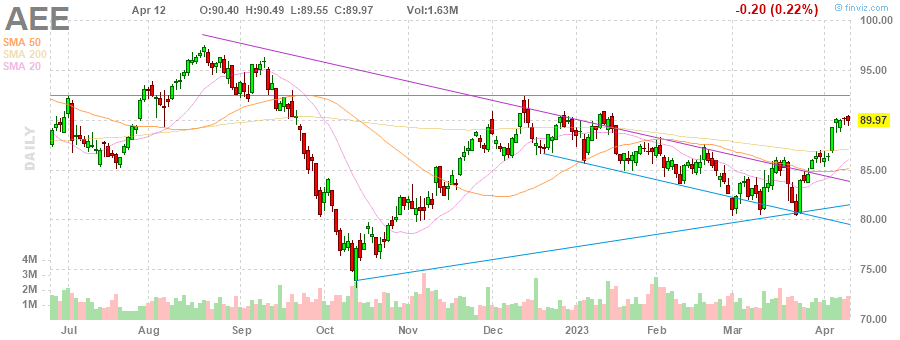 AEE
Apr 12 O:90.40 H:90.49 L:89.55 C:89.97 Vol:1.63M -0.20 (0.22%) © finviz.com
SMA 50
SMA 200
SMA 20
DAILY
100.00
95.00
89.97
85.00
80.00
75.00
70.00
4M
3M
2M
1M
Jul Aug Sep Oct Nov Dec 2023 Feb Mar Apr